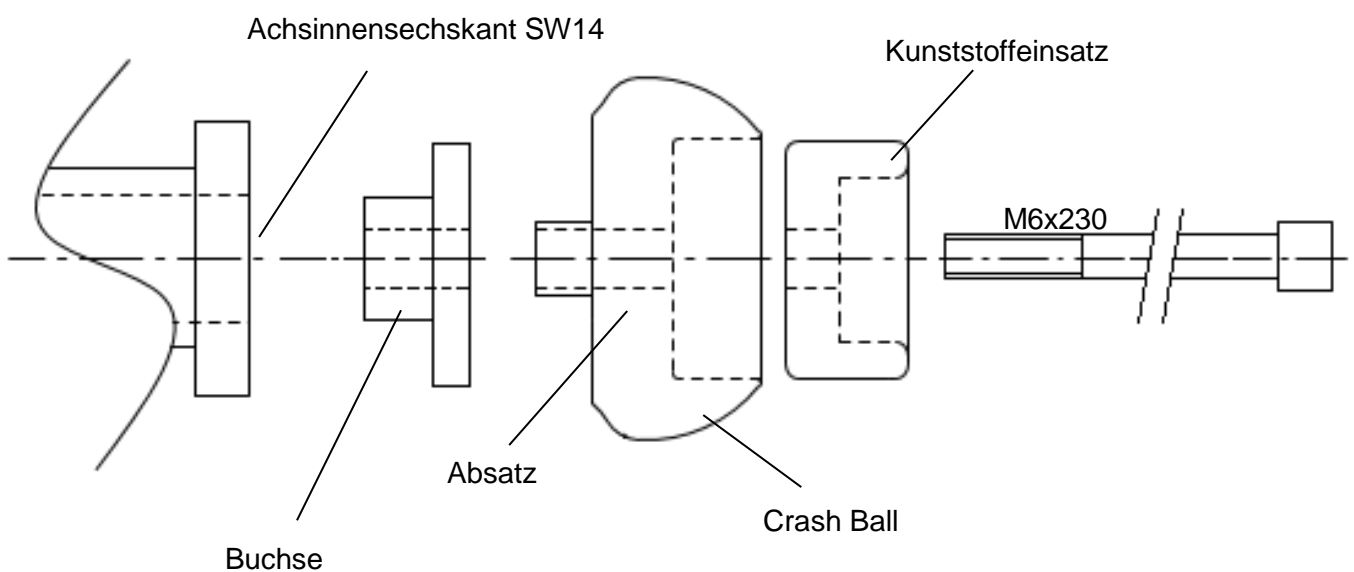 Achsinnensechskant SW14
Kunststoffeinsatz
M6x230
Absatz
Crash Ball
Buchse